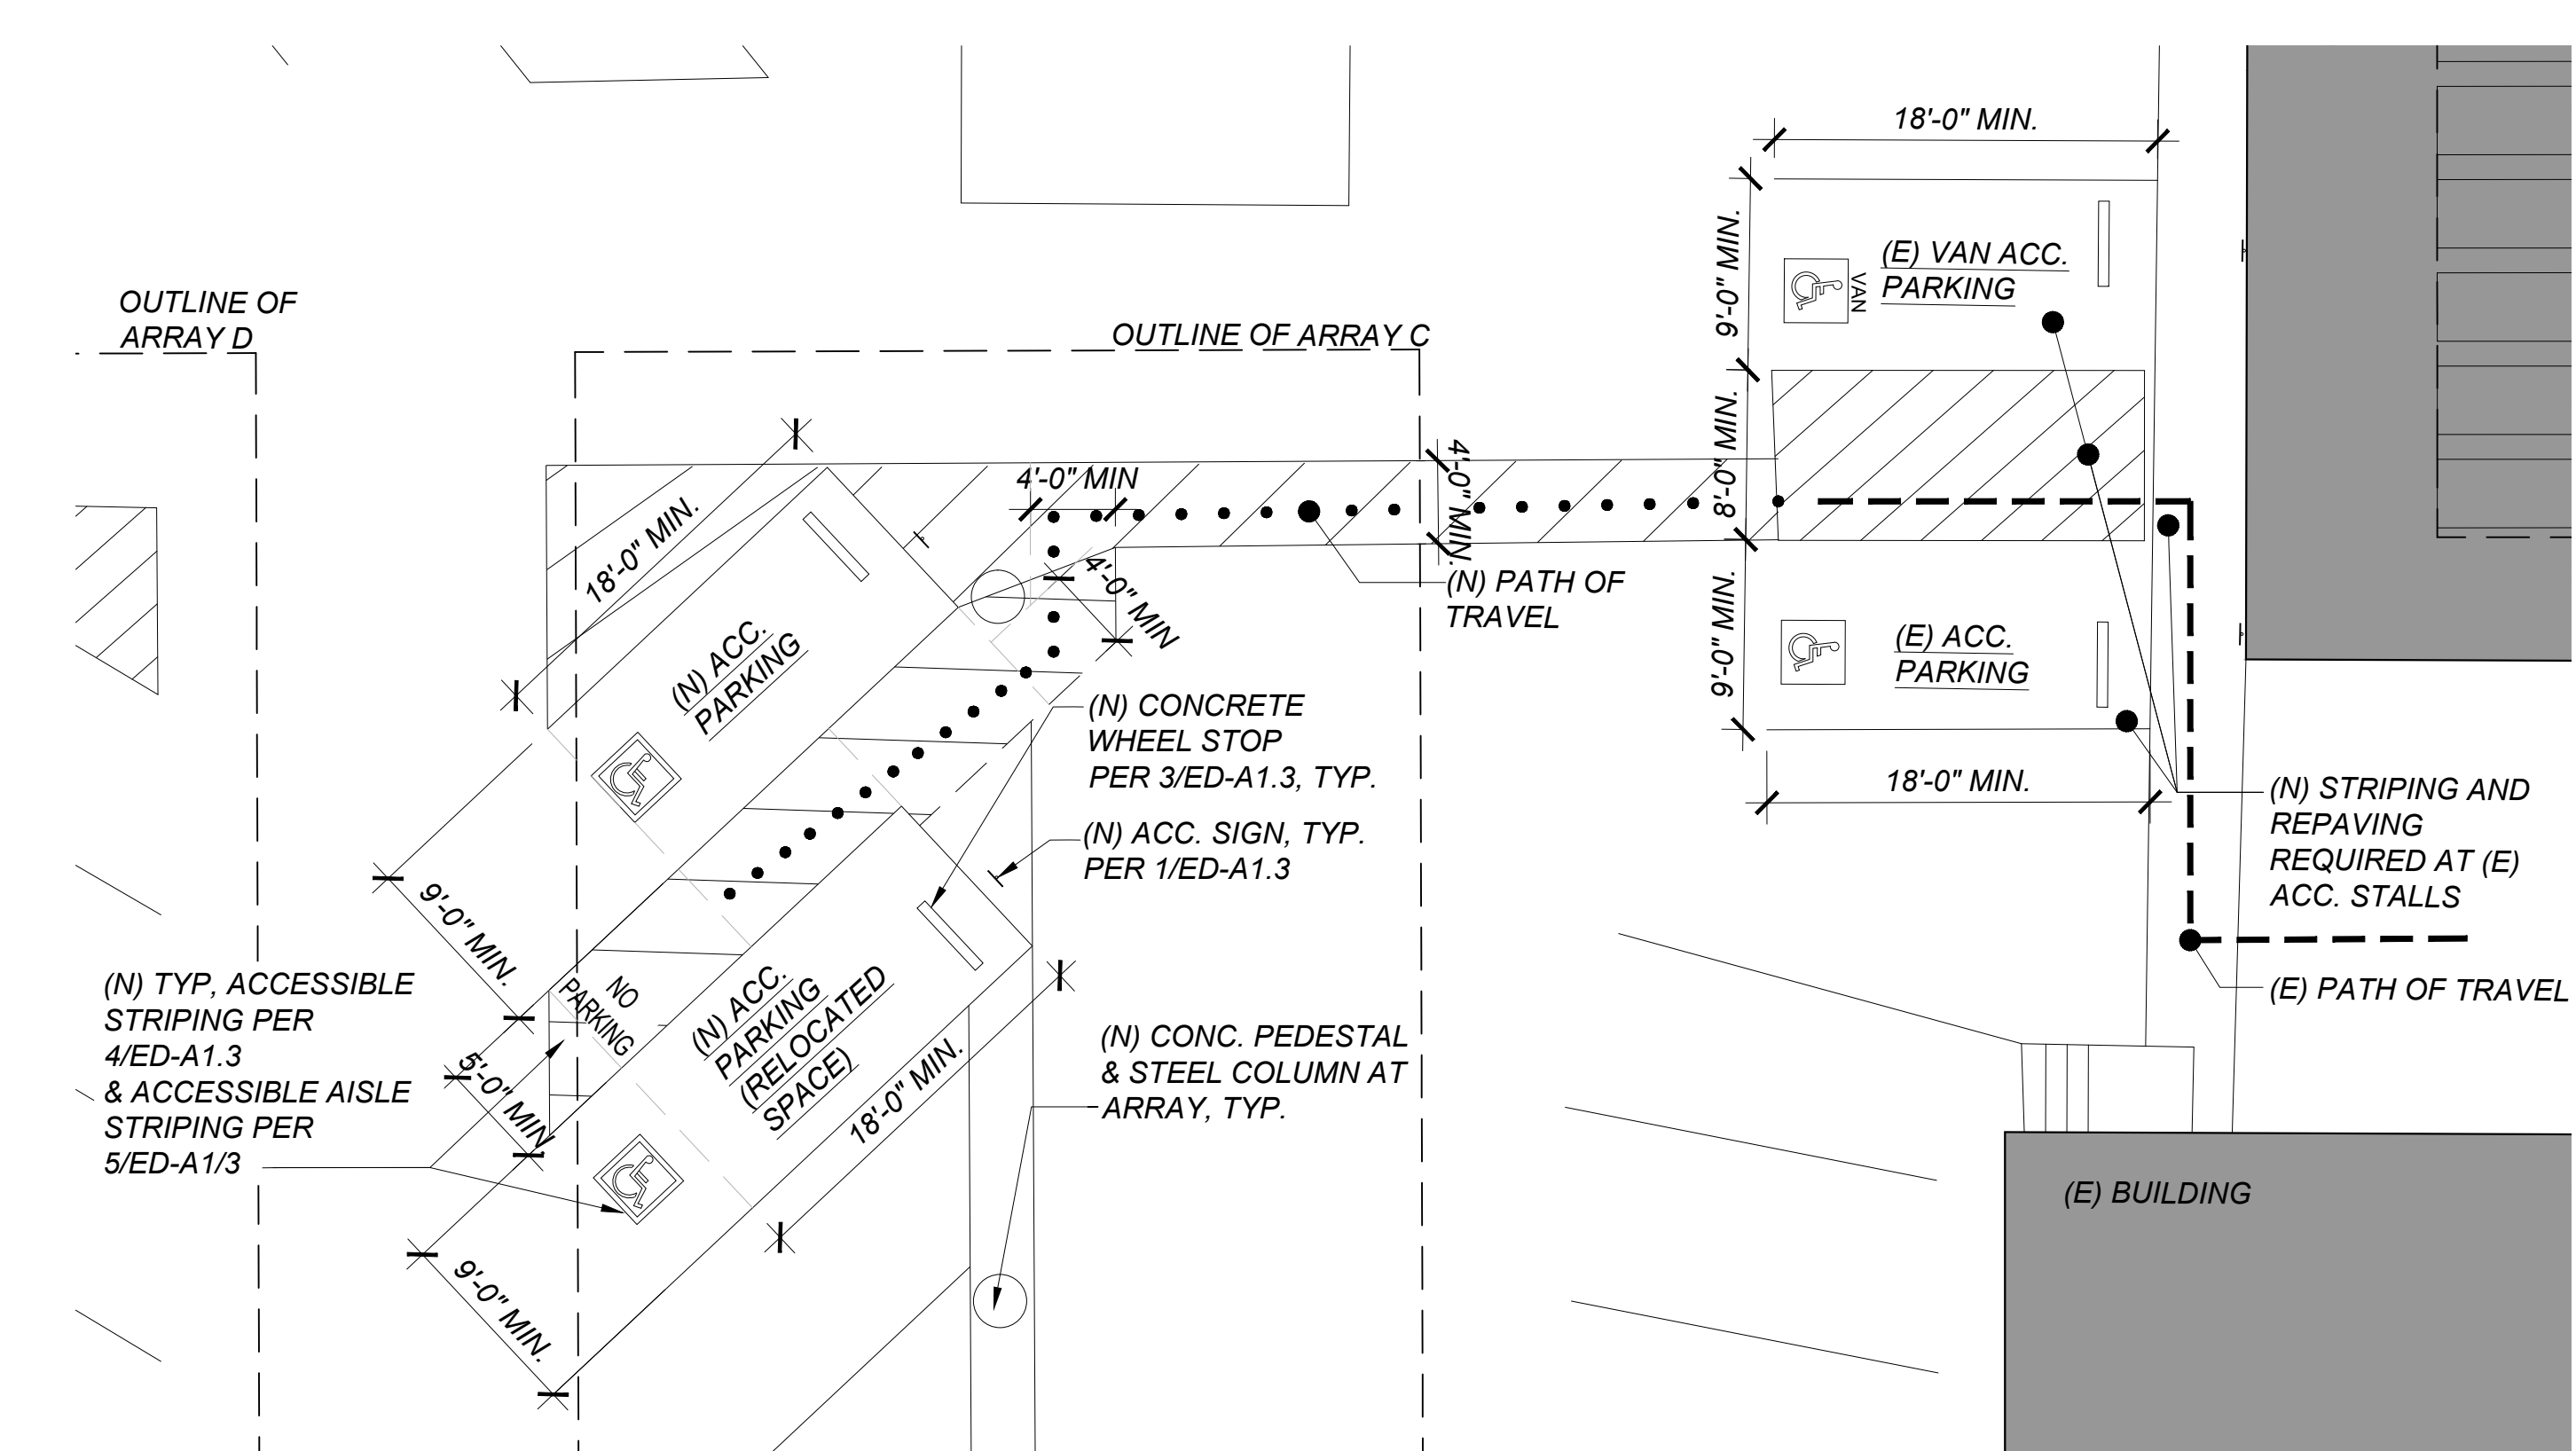 18'-0" MIN.
9'-0" MIN.
(E) VAN ACC.
PARKING
VAN
OUTLINE OF
ARRAY D
OUTLINE OF ARRAY C
8'-0" MIN.
4'-0" MIN
4'-0" MIN.
18'-0" MIN.
4'-0" MIN
(N) PATH OF
TRAVEL
9'-0" MIN.
(E) ACC.
PARKING
(N) ACC.
PARKING
(N) CONCRETE
WHEEL STOP
PER 3/ED-A1.3, TYP.
18'-0" MIN.
(N) STRIPING AND
REPAVING
REQUIRED AT (E)
ACC. STALLS
(N) ACC. SIGN, TYP.
PER 1/ED-A1.3
9'-0" MIN.
(N) TYP, ACCESSIBLE
STRIPING PER
4/ED-A1.3
& ACCESSIBLE AISLE
STRIPING PER
5/ED-A1/3
NO
PARKING
(N) ACC.
PARKING
(RELOCATED
SPACE)
(E) PATH OF TRAVEL
5'-0" MIN.
18'-0" MIN.
(N) CONC. PEDESTAL
& STEEL COLUMN AT
ARRAY, TYP.
9'-0" MIN.
(E) BUILDING